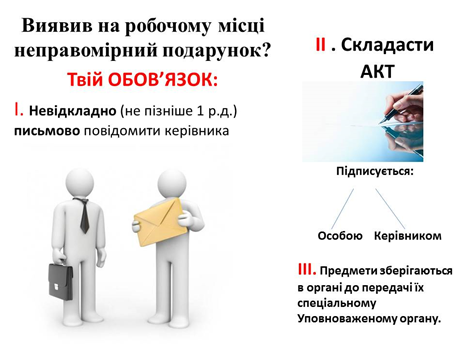 Виявив на робочому місці
неправомірний подарунок?
Твій ОБОВ’ЯЗОК:
I. Невідкладно (не пізніше 1 р.д.)
письмово повідомити керівника
II . Складасти
АКТ
Підписується:
Особою Керівником
III. Предмети зберігаються
в органі до передачі їх
спеціальному
Уповноваженому органу.